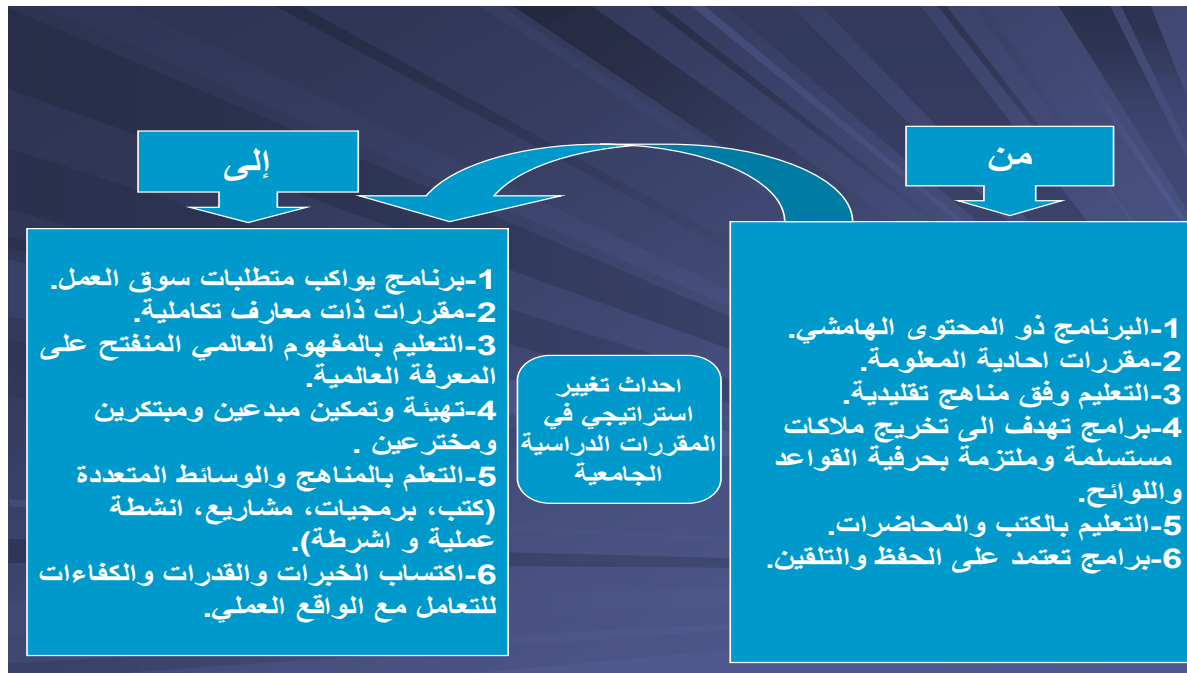 من
1-البرنامج ذو المحتوى الهامشي.
2-مقررات احادية المعلومة.
3-التعليم وفق مناهج تقليدية.
4-برامج تهدف الى تخريج ملاكات
مستسلمة وملتزمة بحرفية القواعد
واللوائح.
5-التعليم بالكتب والمحاضرات.
6-برامج تعتمد على الحفظ والتلقين.
احداث تغيير
استراتيجي في
المقررات الدراسية
الجامعية
إلى
1-برنامج يواكب متطلبات سوق العمل.
2-مقررات ذات معارف تكاملية.
3-التعليم بالمفهوم العالمي المنفتح على
المعرفة العالمية.
4-تهيئة وتمكين مبدعين ومبتكرين
ومخترعين .
5-التعلم بالمناهج والوسائط المتعددة
(كتب، برمجيات، مشاريع، انشطة
عملية و اشرطة).
6-اكتساب الخبرات والقدرات والكفاءات
للتعامل مع الواقع العملي.